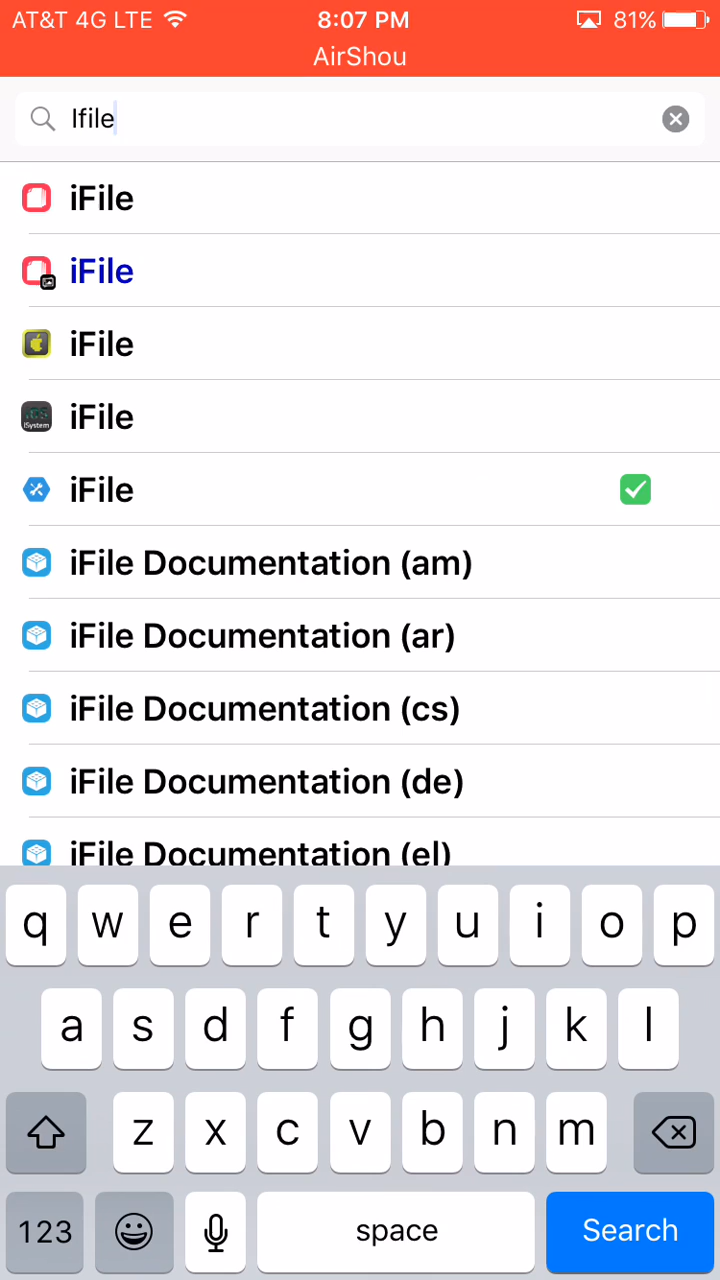 AT&T 4G LTE 8:07 PM 81%
AirShou
Ifile
iFile
iFile
iFile
iSystem
iFile
iFile
iFile Documentation (am)
iFile Documentation (ar)
iFile Documentation (cs)
iFile Documentation (de)
iFile Documentation (el)
q w e r t y u i o p
a s d f g h j k l
z x c v b n m
123 space Search